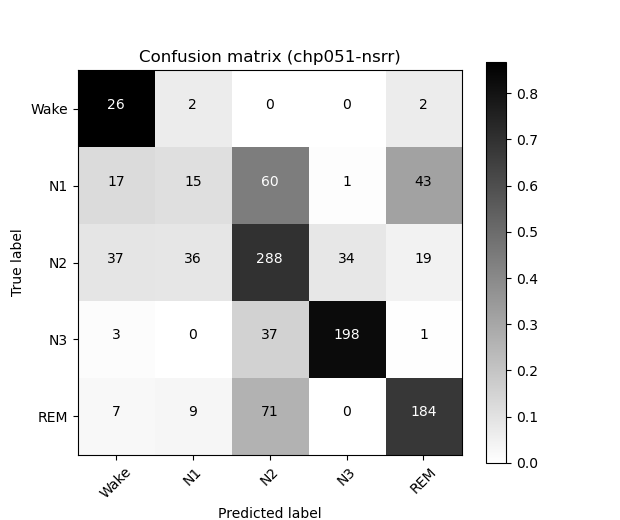 Confusion matrix (chp051-nsrr)
Wake 26 2 0 0 2
N1 17 15 60 1 43
N2 37 36 288 34 19
N3 3 0 37 198 1
REM 7 9 71 0 184
Wake N1 N2 N3 REM
True label
Predicted label
0.8
0.7
0.6
0.5
0.4
0.3
0.2
0.1
0.0